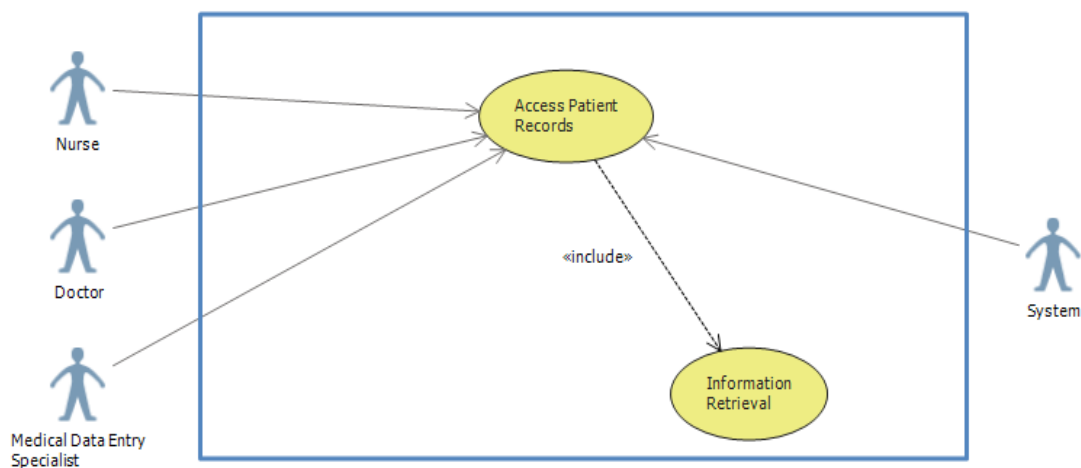 Nurse
Doctor
Medical Data Entry
Specialist
Access Patient
Records
«include»
Information
Retrieval
System